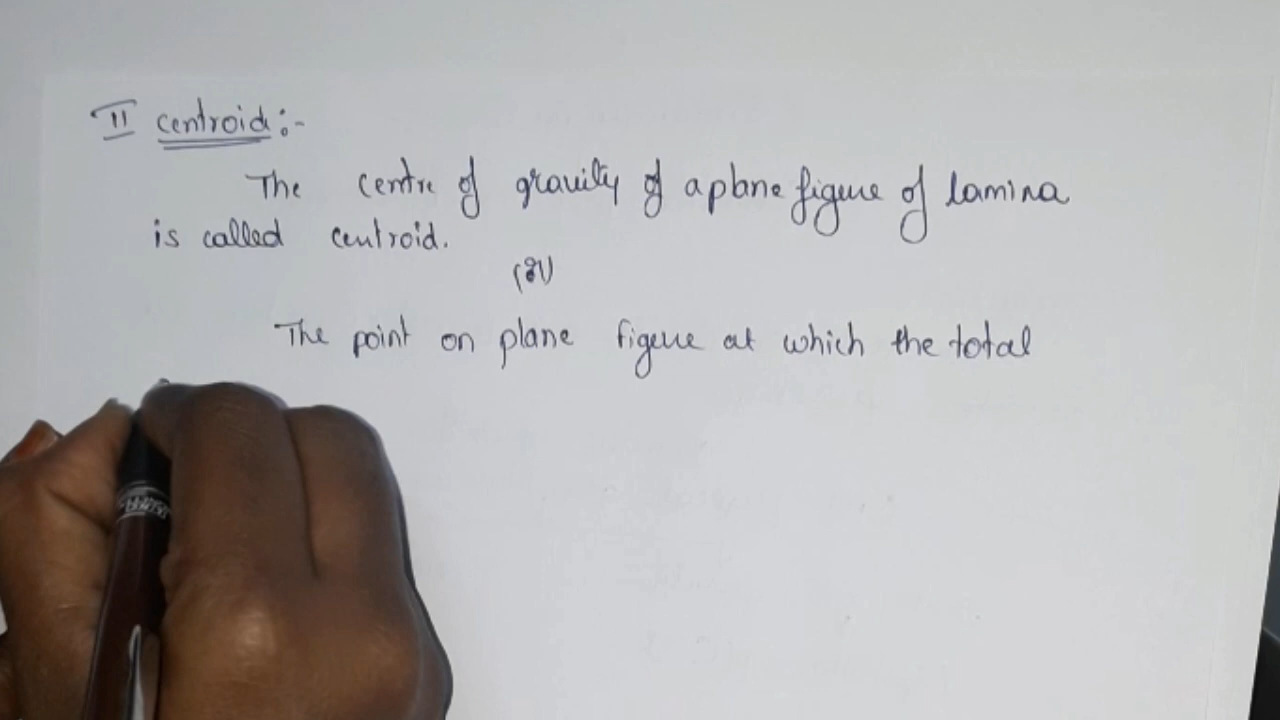 II centroid:-
The centre of gravity of a plane figure of lamina
is called centroid.
(or)
The point on plane figure at which the total